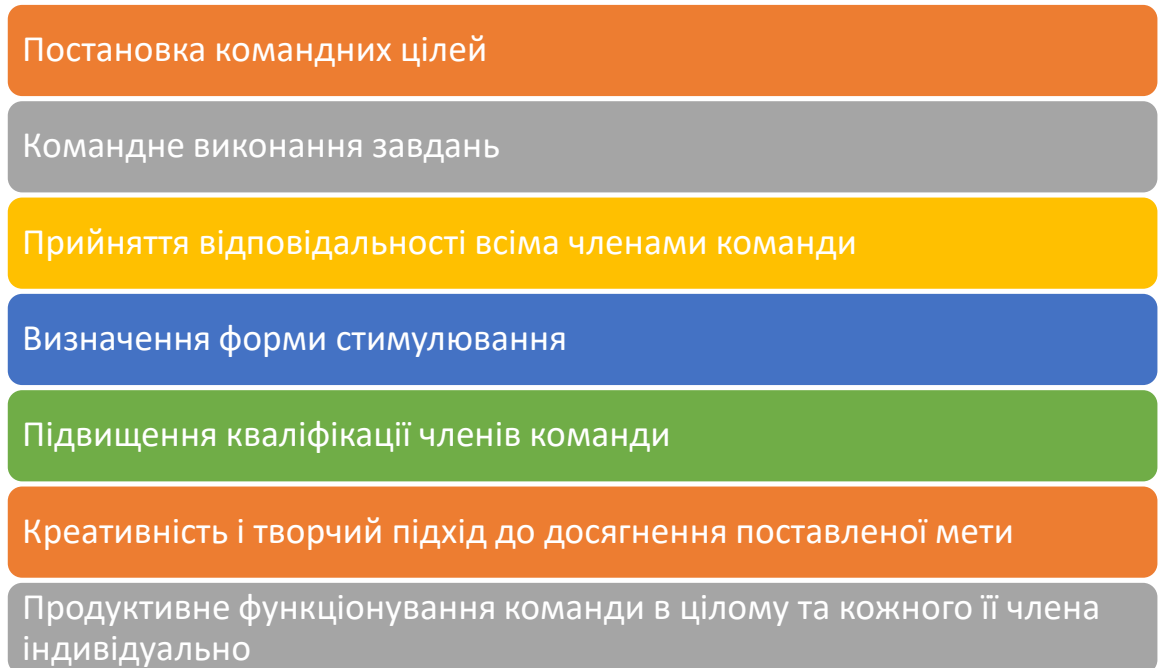 Постановка командних цілей
Командне виконання завдань
Прийняття відповідальності всіма членами команди
Визначення форми стимулювання
Підвищення кваліфікації членів команди
Креативність і творчий підхід до досягнення поставленої мети
Продуктивне функціонування команди в цілому та кожного її члена
індивідуально